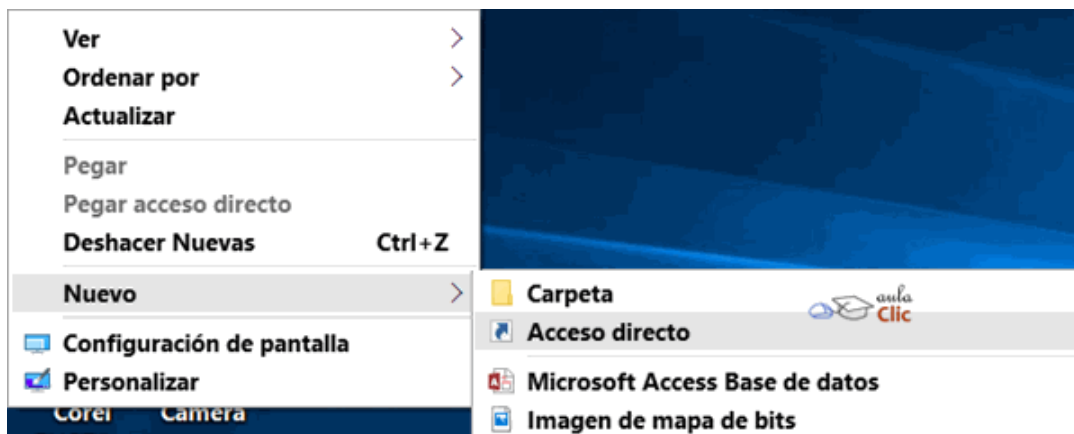 Ver
Ordenar por
Actualizar
Pegar
Pegar acceso directo
Deshacer Nuevas Ctrl+Z
Nuevo
Configuración de pantalla
Personalizar
Corel Camera
Carpeta
aula
Clic
Acceso directo
Microsoft Access Base de datos
Imagen de mapa de bits